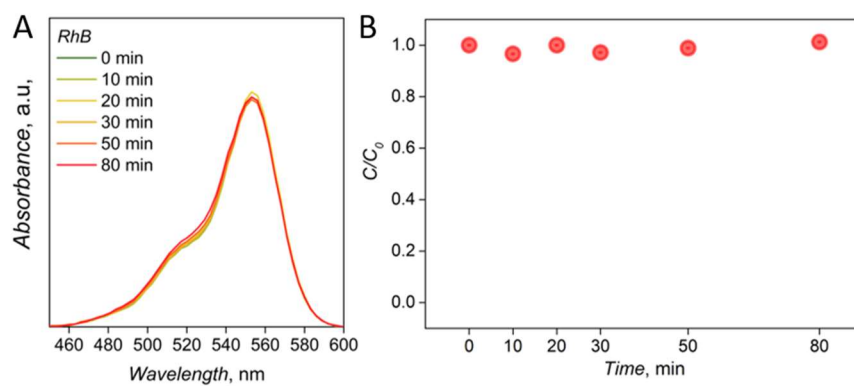 A
RhB
0 min
10 min
20 min
30 min
50 min
80 min
Absorbance, a.u,
460 480 500 520 540 560 580 600
Wavelength, nm
B
1.0
0.8
0.6
0.4
0.2
0.0
C/C0
0 10 20 30 50 80
Time, min